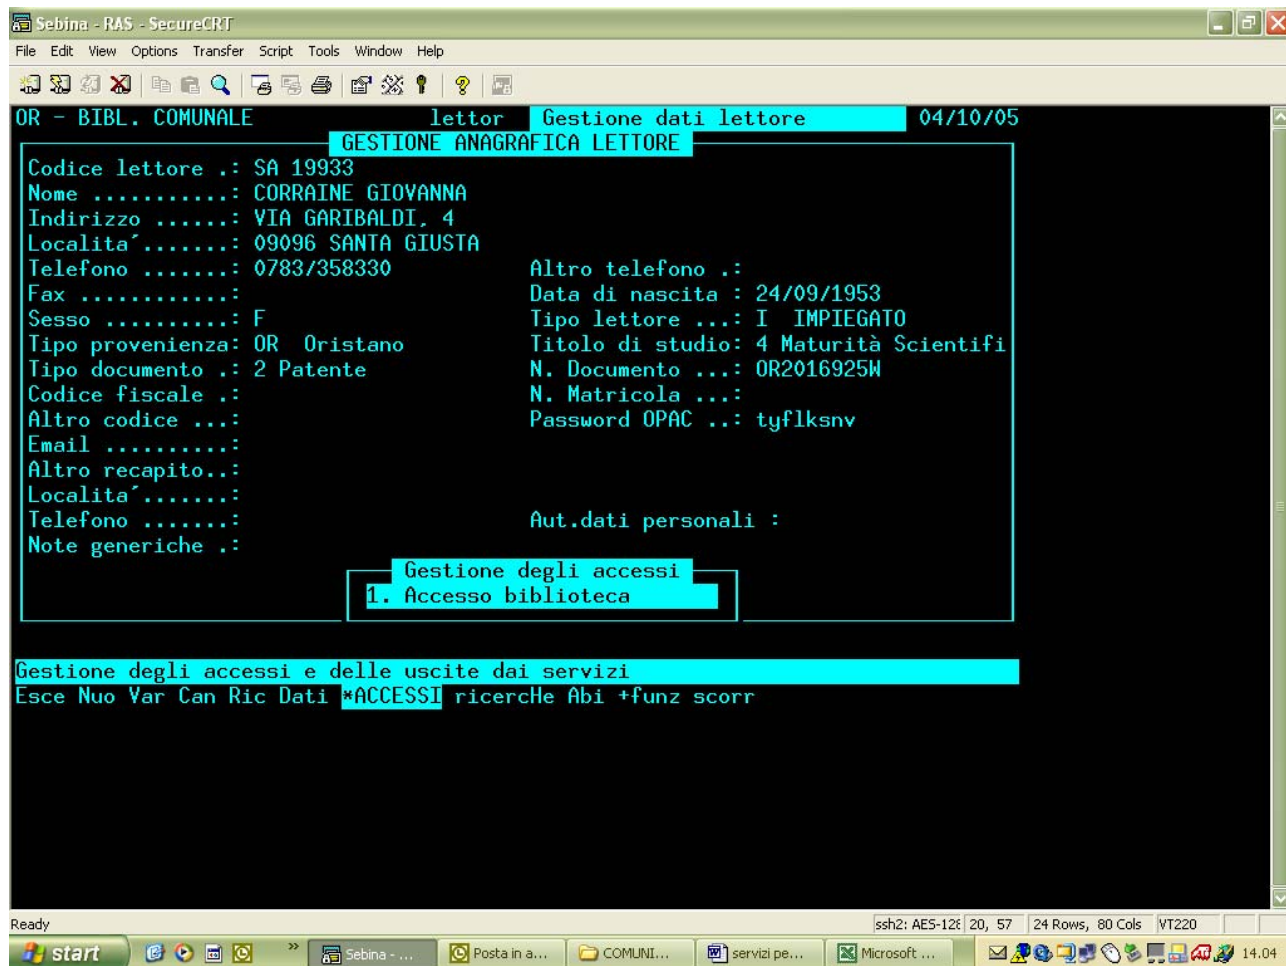 Sebina - RAS - SecureCRT
File Edit View Options Transfer Script Tools Window Help
OR - BIBL. COMUNALE lettor Gestione dati lettore 04/10/05
GESTIONE ANAGRAFICA LETTORE
Codice lettore .: SA 19933
Nome ...........: CORRAINE GIOVANNA
Indirizzo ......: VIA GARIBALDI, 4
Localita´.......: 09096 SANTA GIUSTA
Telefono .......: 0783/358330 Altro telefono .:
Fax ............: Data di nascita : 24/09/1953
Sesso ..........: F Tipo lettore ...: I IMPIEGATO
Tipo provenienza: OR Oristano Titolo di studio: 4 Maturità Scientifi
Tipo documento .: 2 Patente N. Documento ...: OR2016925W
Codice fiscale .: N. Matricola ...:
Altro codice ...: Password OPAC ..: tyflksnv
Email ..........:
Altro recapito..:
Localita´.......:
Telefono .......: Aut.dati personali :
Note generiche .:
Gestione degli accessi
1. Accesso biblioteca
Gestione degli accessi e delle uscite dai servizi
Esce Nuo Var Can Ric Dati *ACCESSI ricercHe Abi +funz scorr
Ready ssh2: AES-128 20, 57 24 Rows, 80 Cols VT220
start » Sebina - ... Posta in a... COMUNI... servizi pe... Microsoft ... 14.04